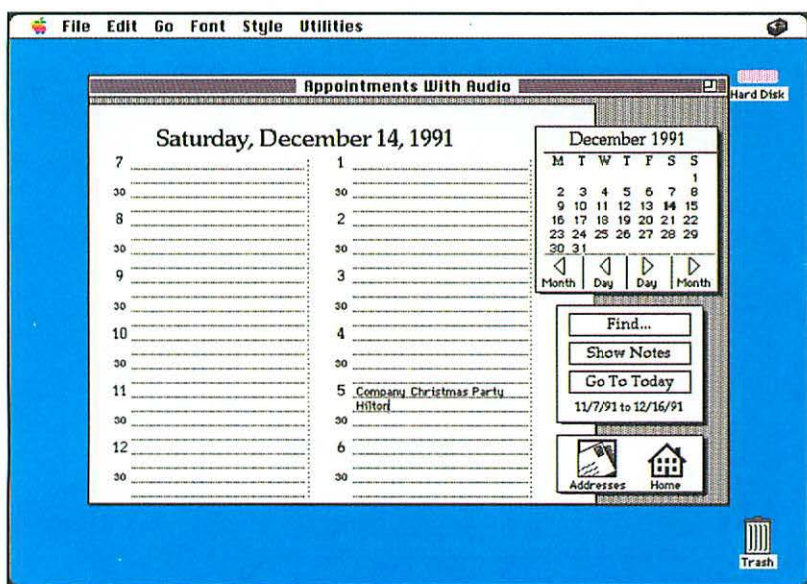 File Edit Go Font Style Utilities
Appointments With Audio
Hard Disk
Saturday, December 14, 1991
7
30
8
30
9
30
10
30
11
30
12
30
1
30
2
30
3
30
4
30
5 Company Christmas Party
Hilton
30
6
30
December 1991
M T W T F S S
1
2 3 4 5 6 7 8
9 10 11 12 13 14 15
16 17 18 19 20 21 22
23 24 25 26 27 28 29
30 31
Month Day Day Month
Find...
Show Notes
Go To Today
11/7/91 to 12/16/91
Addresses Home
Trash